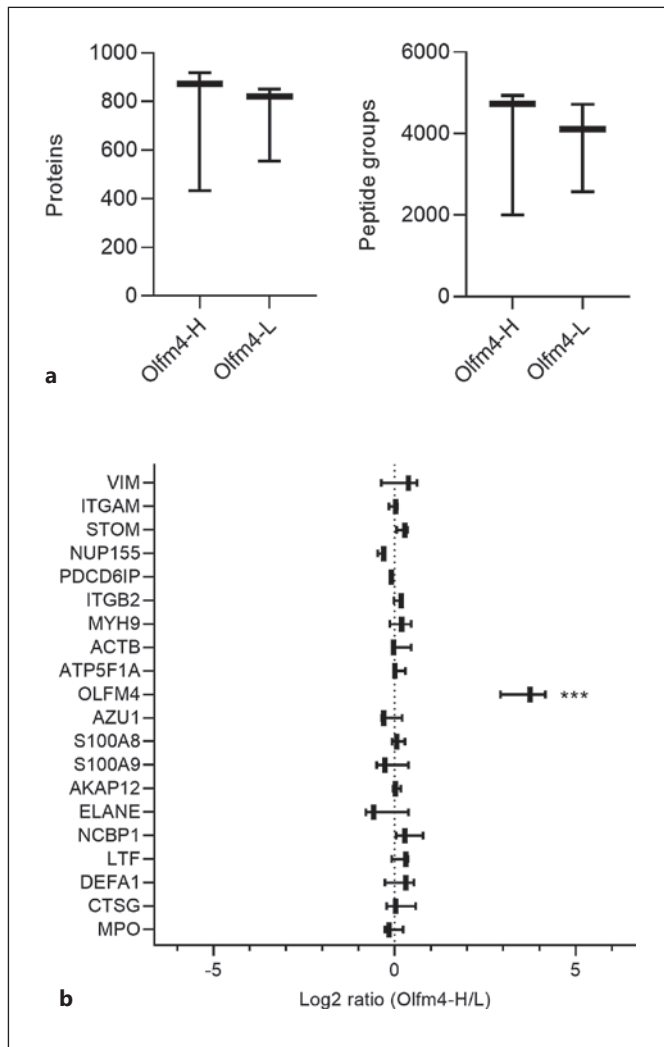 1000
800
600
400
200
0
Proteins
Olfm4-H
Olfm4-L
6000
4000
2000
0
Peptide groups
Olfm4-H
Olfm4-L
a
VIM
ITGAM
STOM
NUP155
PDCD6IP
ITGB2
MYH9
ACTB
ATP5F1A
OLFM4 ***
AZU1
S100A8
S100A9
AKAP12
ELANE
NCBP1
LTF
DEFA1
CTSG
MPO
-5 0 5
Log2 ratio (Olfm4-H/L)
b